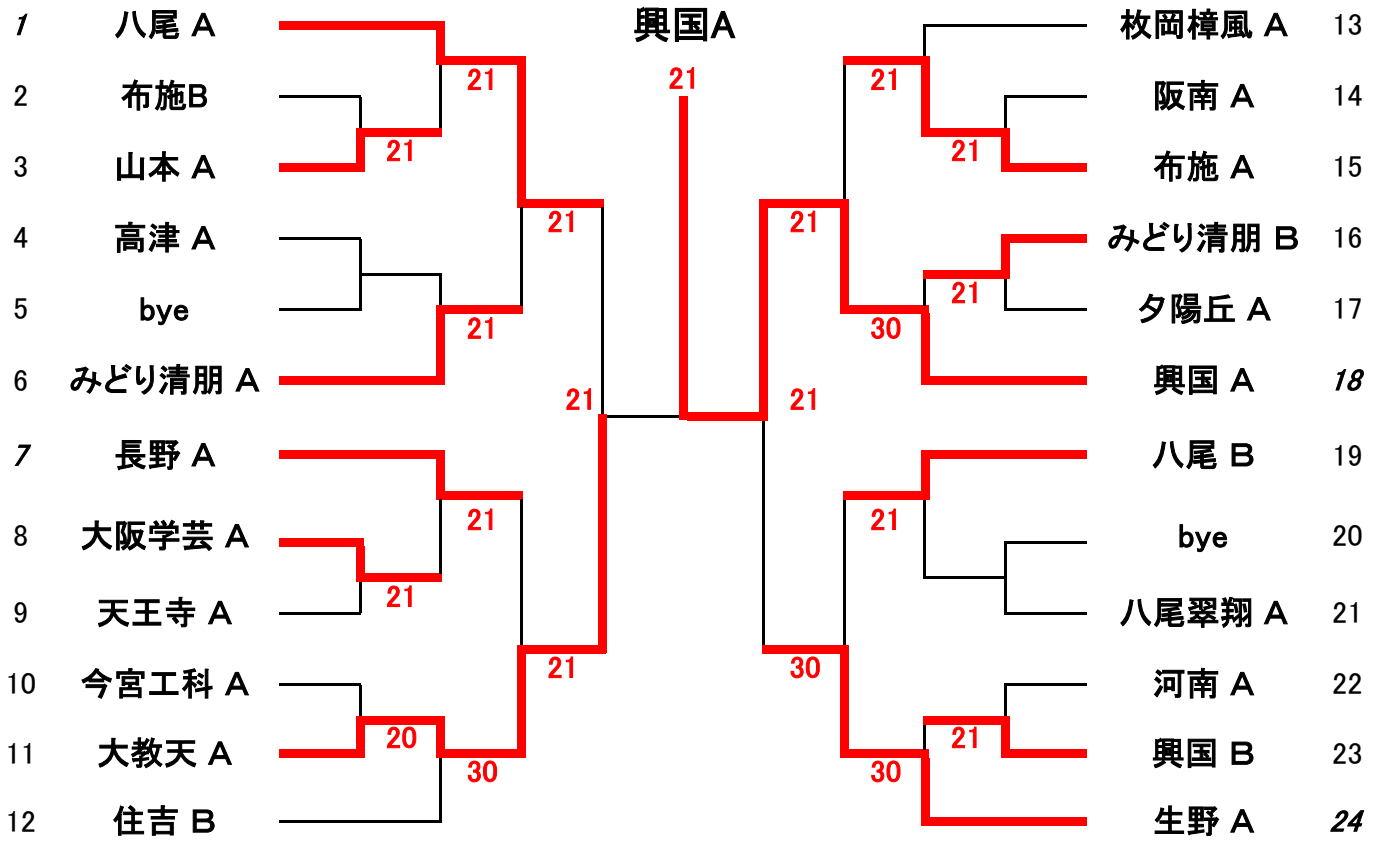 興国A
21
1 八尾 A
2 布施B
3 山本 A
4 高津 A
5 bye
6 みどり清朋 A
7 長野 A
8 大阪学芸 A
9 天王寺 A
10 今宮工科 A
11 大教天 A
12 住吉 B
21
21
21
21
21
21
21
21
20
30
枚岡樟風 A 13
阪南 A 14
布施 A 15
みどり清朋 B 16
夕陽丘 A 17
興国 A 18
八尾 B 19
bye 20
八尾翠翔 A 21
河南 A 22
興国 B 23
生野 A 24
21
21
21
21
30
21
21
30
21
30